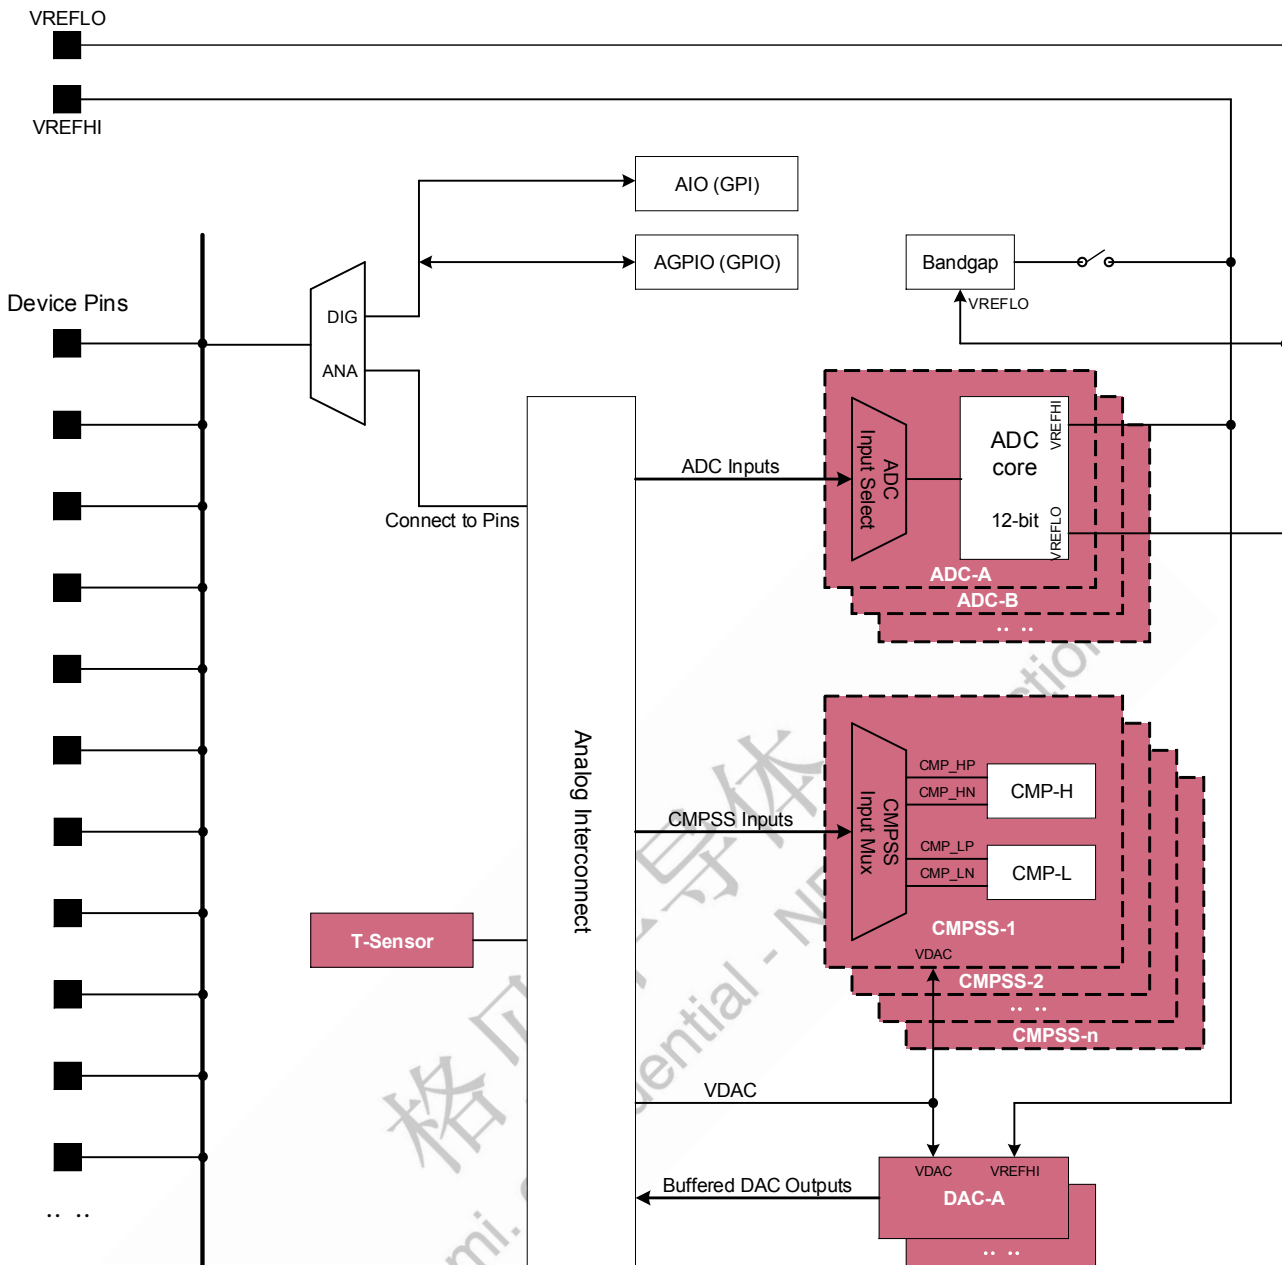 VREFLO
VREFHI
AIO (GPI)
AGPIO (GPIO)
Bandgap
VREFLO
Device Pins
DIG
ANA
Connect to Pins
ADC Inputs
ADC
Input Select
ADC
core
12-bit
VREFHI
VREFLO
ADC-A
ADC-B
.. ..
Analog Interconnect
CMPSS Inputs
CMPSS
Input Mux
CMP_HP
CMP_HN
CMP-H
CMP_LP
CMP_LN
CMP-L
CMPSS-1
VDAC
CMPSS-2
.. ..
CMPSS-n
T-Sensor
VDAC
VDAC
VREFHI
Buffered DAC Outputs
DAC-A
.. ..
.. ..